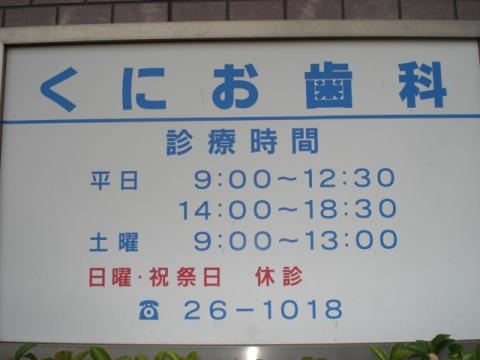 くにお歯科
診療時間
平日 9:00～12:30
14:00～18:30
土曜 9:00～13:00
日曜・祝祭日 休診
☎ 26-1018